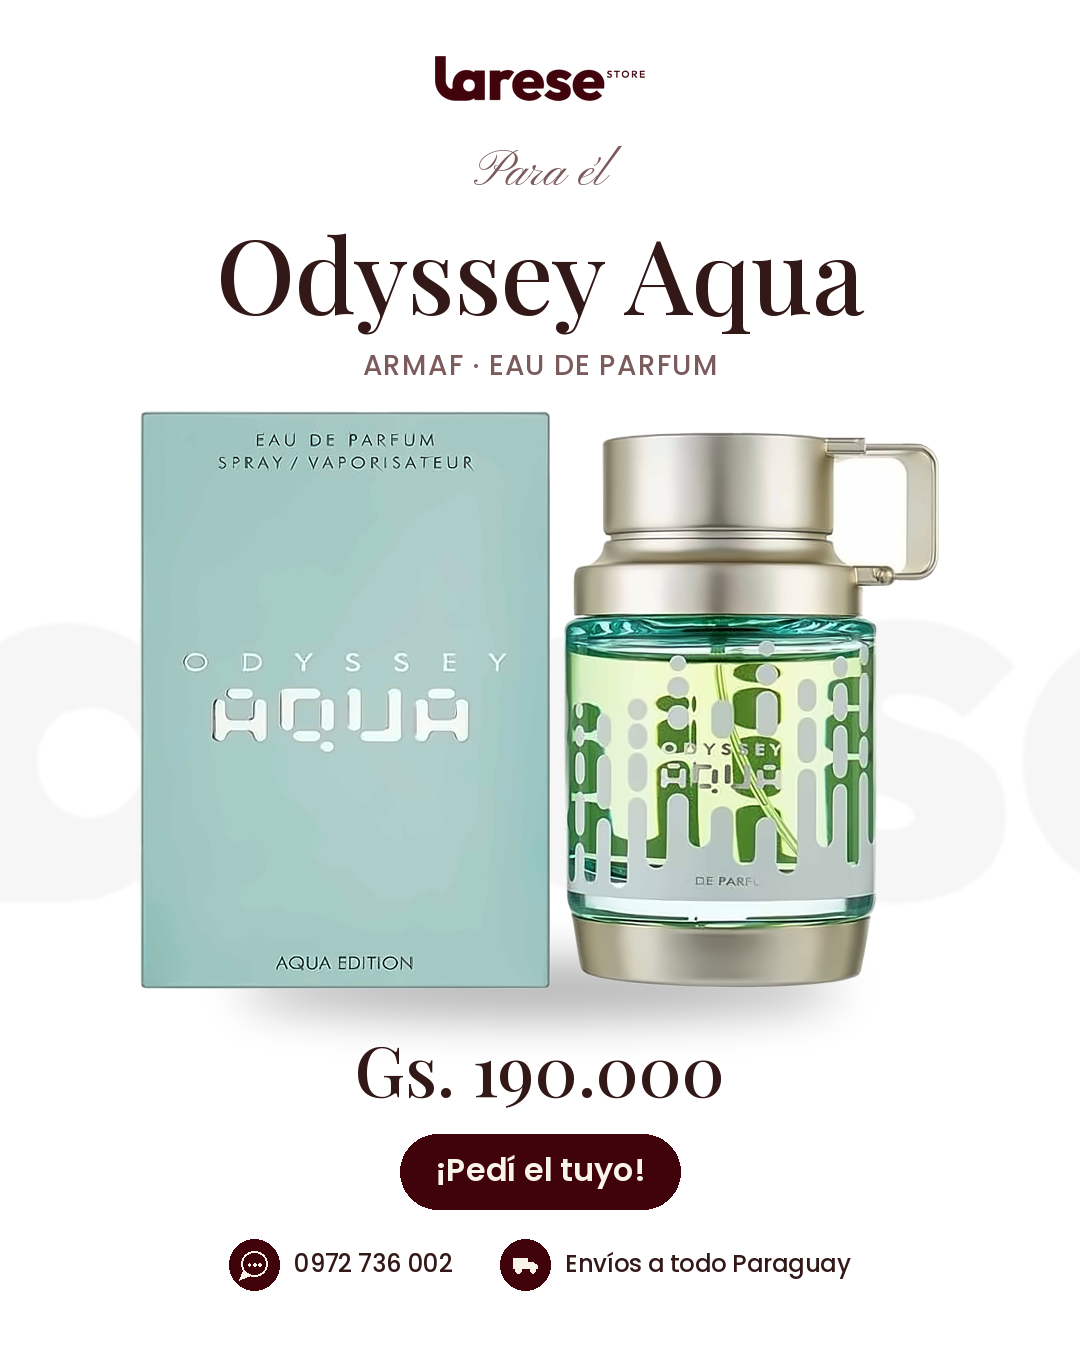 larese STORE
Para él
Odyssey Aqua
ARMAF · EAU DE PARFUM
EAU DE PARFUM
SPRAY / VAPORISATEUR
ODYSSEY
AQUA
AQUA EDITION
ODYSSEY
AQUA
DE PARFU
Gs. 190.000
¡Pedí el tuyo!
0972 736 002
Envíos a todo Paraguay